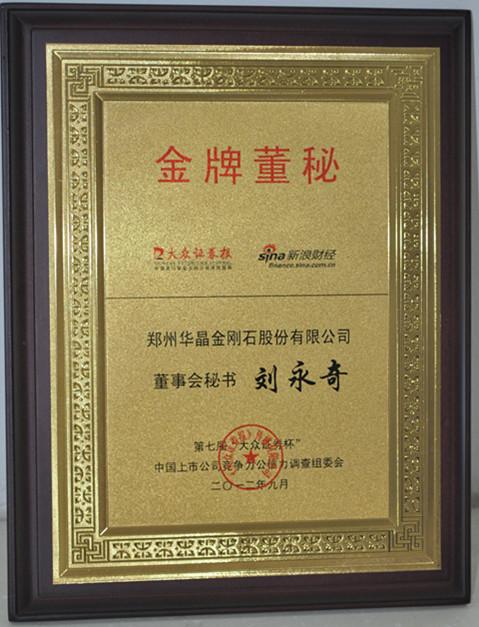 金牌董秘
大众证券报
sina新浪财经
finance.sina.com.cn
郑州华晶金刚石股份有限公司
董事会秘书 刘永奇
第七届"大众证券杯"
中国上市公司竞争力公信力调查组委会
二〇一二年九月